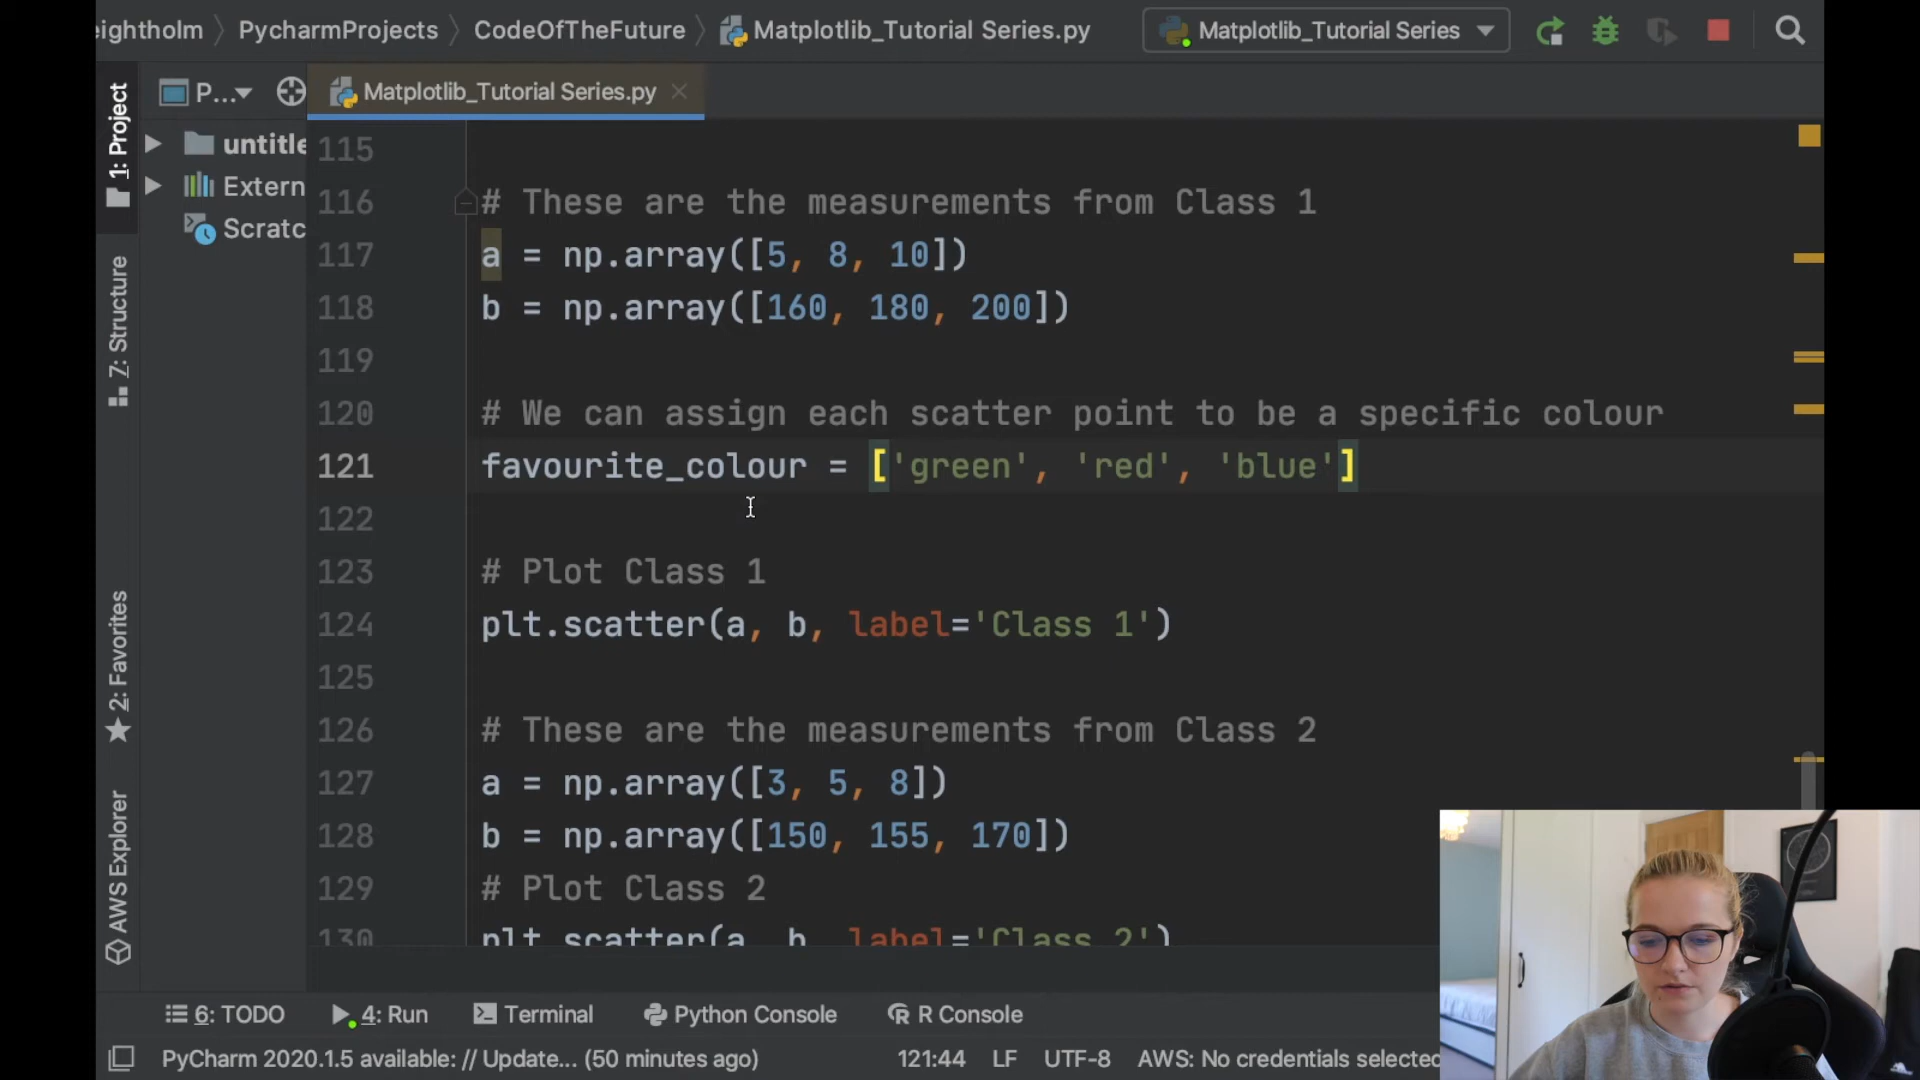 eightholm
PycharmProjects
CodeOfTheFuture
Matplotlib_Tutorial Series.py
Matplotlib_Tutorial Series
1: Project
7: Structure
2: Favorites
AWS Explorer
P...
untitle
Extern
Scratc
Matplotlib_Tutorial Series.py
115
116 # These are the measurements from Class 1
117 a = np.array([5, 8, 10])
118 b = np.array([160, 180, 200])
119
120 # We can assign each scatter point to be a specific colour
121 favourite_colour = ['green', 'red', 'blue']
122
123 # Plot Class 1
124 plt.scatter(a, b, label='Class 1')
125
126 # These are the measurements from Class 2
127 a = np.array([3, 5, 8])
128 b = np.array([150, 155, 170])
129 # Plot Class 2
130 plt.scatter(a, b, label='Class 2')
6: TODO
4: Run
Terminal
Python Console
R Console
PyCharm 2020.1.5 available: // Update... (50 minutes ago)
121:44
LF
UTF-8
AWS: No credentials selected